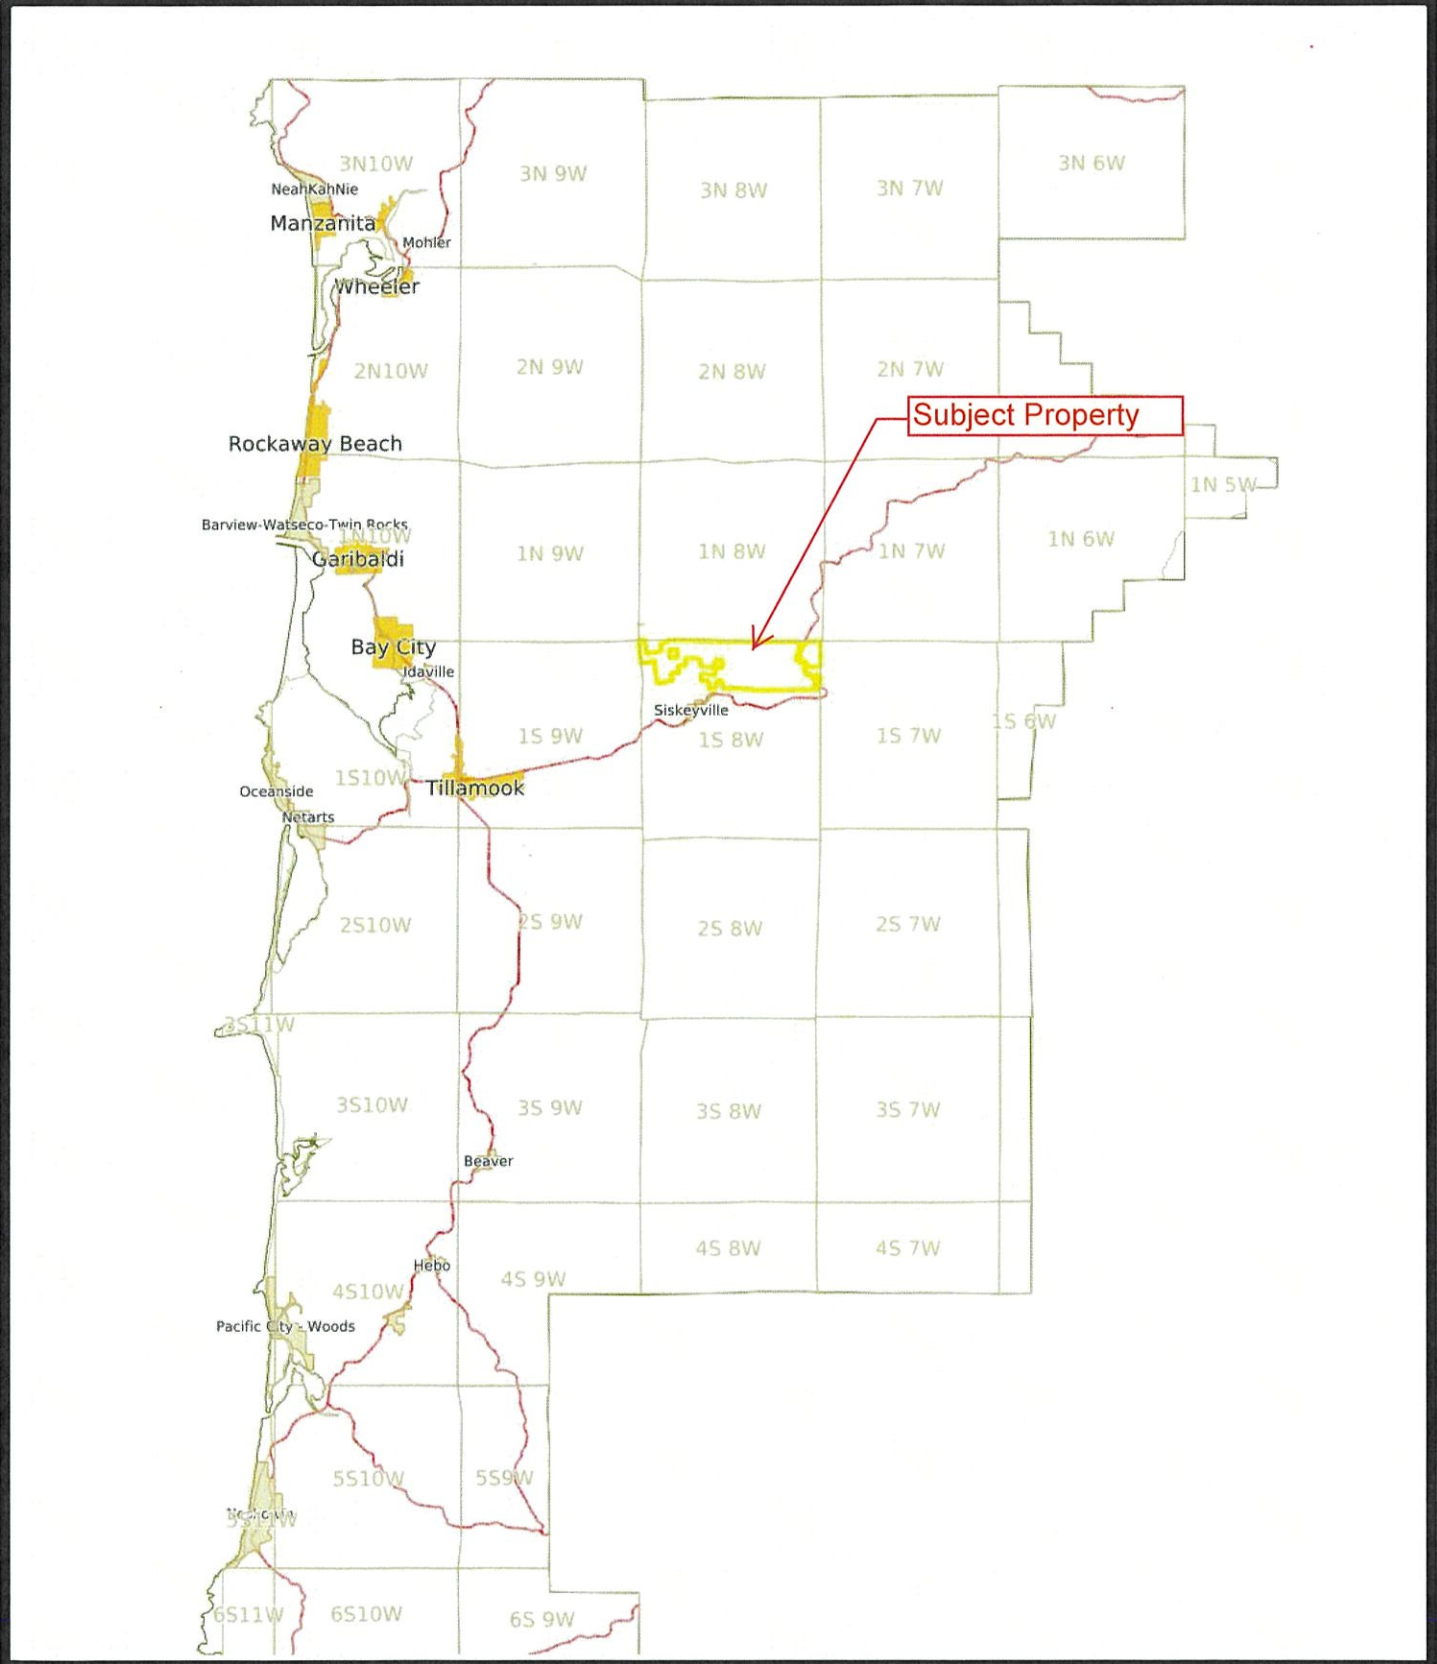 3N10W
3N 9W
3N 8W
3N 7W
3N 6W
NeahKahNie
Manzanita
Mohler
Wheeler
2N10W
2N 9W
2N 8W
2N 7W
Subject Property
Rockaway Beach
1N 5W
Barview-Watseco-Twin Rocks
1N10W
Garibaldi
1N 9W
1N 8W
1N 7W
1N 6W
Bay City
Idaville
Siskeyville
1S 9W
1S 8W
1S 7W
1S 6W
1S10W
Tillamook
Oceanside
Netarts
2S10W
2S 9W
2S 8W
2S 7W
3S11W
3S10W
3S 9W
3S 8W
3S 7W
Beaver
4S 8W
4S 7W
Hebo
4S10W
4S 9W
Pacific City - Woods
5S10W
5S9W
5S11W
6S11W
6S10W
6S 9W